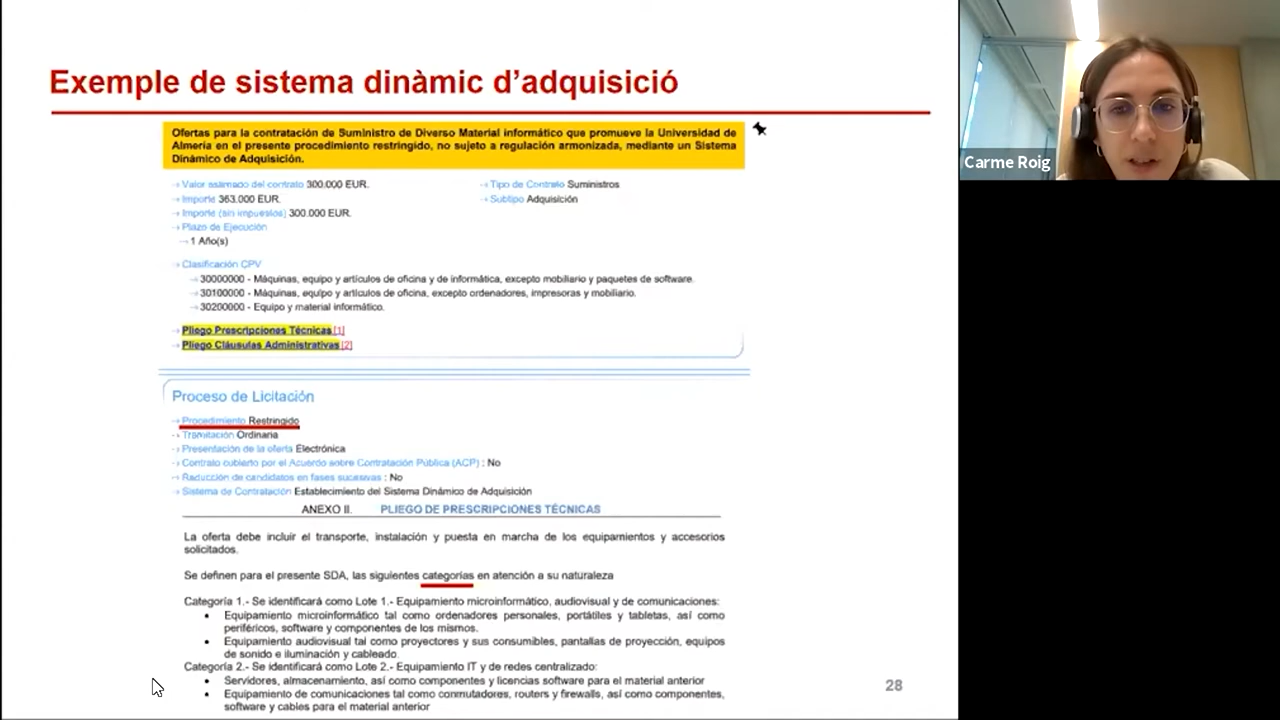 Exemple de sistema dinàmic d'adquisició
Ofertas para la contratación de Suministro de Diverso Material informático que promueve la Universidad de
Almería en el presente procedimiento restringido, no sujeto a regulación armonizada, mediante un Sistema
Dinámico de Adquisición.
Valor estimado del contrato 300.000 EUR.
Importe 363.000 EUR.
Importe (sin impuestos) 300.000 EUR.
Plazo de Ejecución
1 Año(s)
Tipo de Contrato Suministros
Subtipo Adquisición
Clasificación CPV
30000000 - Máquinas, equipo y artículos de oficina y de informática, excepto mobiliario y paquetes de software.
30100000 - Máquinas, equipo y artículos de oficina, excepto ordenadores, impresoras y mobiliario.
30200000 - Equipo y material informático.
Pliego Prescripciones Técnicas [1]
Pliego Cláusulas Administrativas [2]
Proceso de Licitación
Procedimiento Restringido
Tramitación Ordinaria
Presentación de la oferta Electrónica
Contrato cubierto por el Acuerdo sobre Contratación Pública (ACP) : No
Reducción de candidatos en fases sucesivas : No
Sistema de Contratación Establecimiento del Sistema Dinámico de Adquisición
ANEXO II. PLIEGO DE PRESCRIPCIONES TÉCNICAS
La oferta debe incluir el transporte, instalación y puesta en marcha de los equipamientos y accesorios
solicitados.
Se definen para el presente SDA, las siguientes categorías en atención a su naturaleza
Categoría 1.- Se identificará como Lote 1.- Equipamiento microinformático, audiovisual y de comunicaciones:
• Equipamiento microinformático tal como ordenadores personales, portátiles y tabletas, así como
periféricos, software y componentes de los mismos.
• Equipamiento audiovisual tal como proyectores y sus consumibles, pantallas de proyección, equipos
de sonido e iluminación y cableado.
Categoría 2.- Se identificará como Lote 2.- Equipamiento IT y de redes centralizado:
• Servidores, almacenamiento, así como componentes y licencias software para el material anterior
• Equipamiento de comunicaciones tal como conmutadores, routers y firewalls, así como componentes,
software y cables para el material anterior
28
Carme Roig